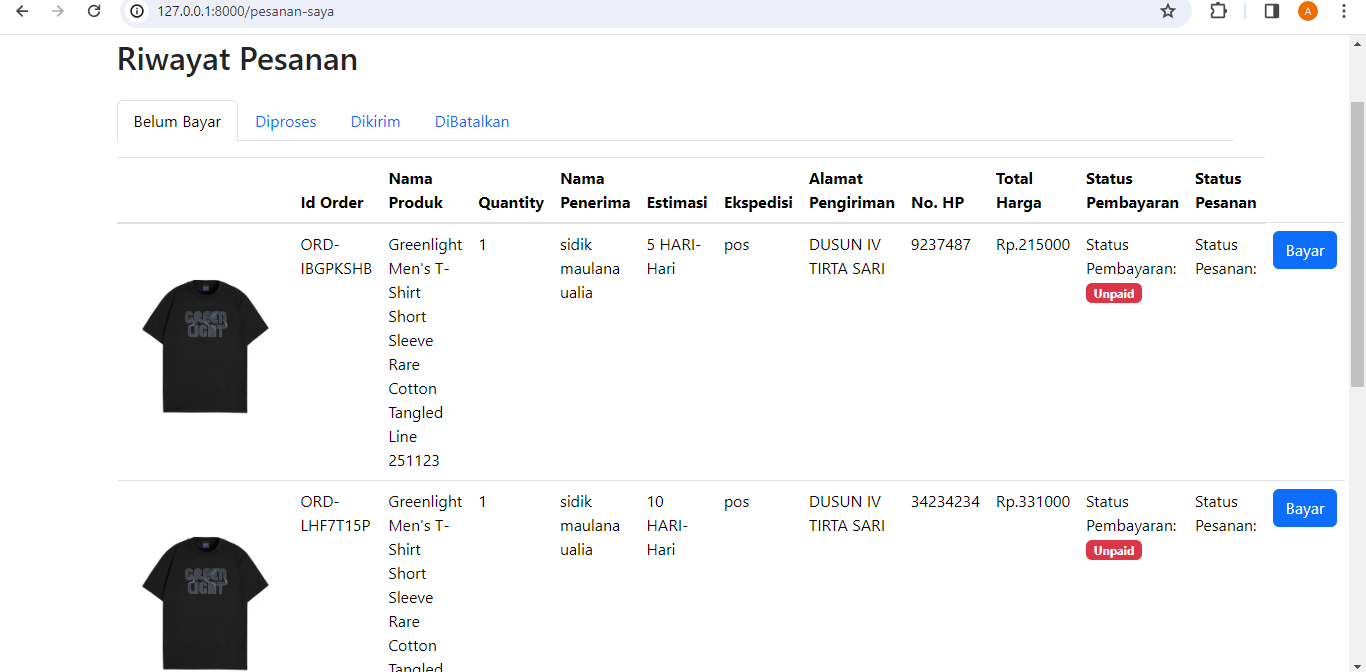 127.0.0.1:8000/pesanan-saya
A
Riwayat Pesanan
Belum Bayar Diproses Dikirim DiBatalkan
Id Order
Nama
Produk
Quantity
Nama
Penerima
Estimasi
Ekspedisi
Alamat
Pengiriman
No. HP
Total
Harga
Status
Pembayaran
Status
Pesanan
GREEN
LIGHT
ORD-
IBGPKSHB
Greenlight
Men's T-
Shirt
Short
Sleeve
Rare
Cotton
Tangled
Line
251123
1
sidik
maulana
ualia
5 HARI-
Hari
pos
DUSUN IV
TIRTA SARI
9237487
Rp.215000
Status
Pembayaran:
Unpaid
Status
Pesanan:
Bayar
GREEN
LIGHT
ORD-
LHF7T15P
Greenlight
Men's T-
Shirt
Short
Sleeve
Rare
Cotton
Tangled
1
sidik
maulana
ualia
10
HARI-
Hari
pos
DUSUN IV
TIRTA SARI
34234234
Rp.331000
Status
Pembayaran:
Unpaid
Status
Pesanan:
Bayar